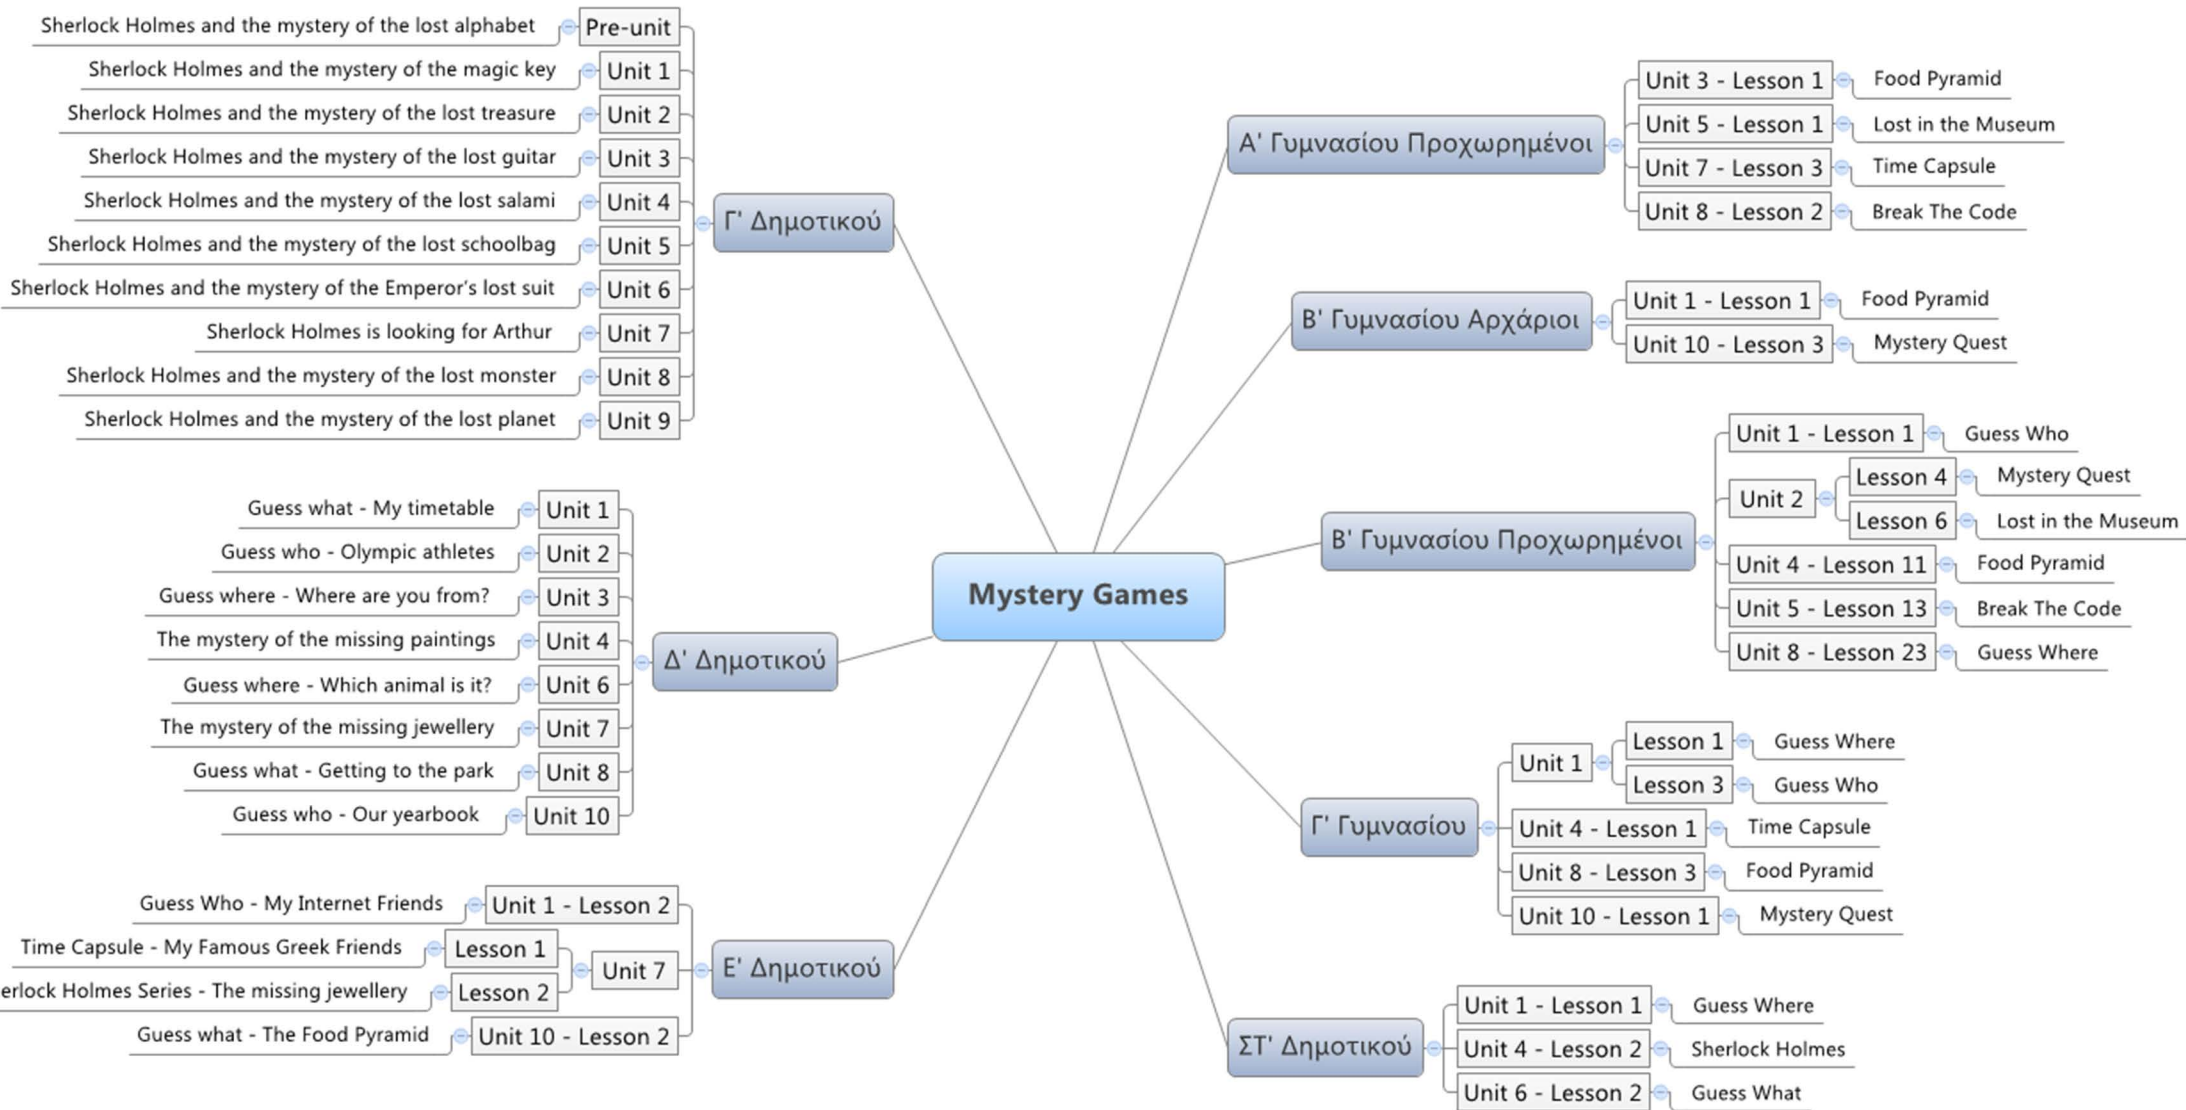 Mystery Games
Γ' Δημοτικού
Pre-unit
Sherlock Holmes and the mystery of the lost alphabet
Unit 1
Sherlock Holmes and the mystery of the magic key
Unit 2
Sherlock Holmes and the mystery of the lost treasure
Unit 3
Sherlock Holmes and the mystery of the lost guitar
Unit 4
Sherlock Holmes and the mystery of the lost salami
Unit 5
Sherlock Holmes and the mystery of the lost schoolbag
Unit 6
Sherlock Holmes and the mystery of the Emperor's lost suit
Unit 7
Sherlock Holmes is looking for Arthur
Unit 8
Sherlock Holmes and the mystery of the lost monster
Unit 9
Sherlock Holmes and the mystery of the lost planet
Δ' Δημοτικού
Unit 1
Guess what - My timetable
Unit 2
Guess who - Olympic athletes
Unit 3
Guess where - Where are you from?
Unit 4
The mystery of the missing paintings
Unit 6
Guess where - Which animal is it?
Unit 7
The mystery of the missing jewellery
Unit 8
Guess what - Getting to the park
Unit 10
Guess who - Our yearbook
Ε' Δημοτικού
Unit 1 - Lesson 2
Guess Who - My Internet Friends
Unit 7
Lesson 1
Time Capsule - My Famous Greek Friends
Lesson 2
erlock Holmes Series - The missing jewellery
Unit 10 - Lesson 2
Guess what - The Food Pyramid
Α' Γυμνασίου Προχωρημένοι
Unit 3 - Lesson 1
Food Pyramid
Unit 5 - Lesson 1
Lost in the Museum
Unit 7 - Lesson 3
Time Capsule
Unit 8 - Lesson 2
Break The Code
Β' Γυμνασίου Αρχάριοι
Unit 1 - Lesson 1
Food Pyramid
Unit 10 - Lesson 3
Mystery Quest
Β' Γυμνασίου Προχωρημένοι
Unit 1 - Lesson 1
Guess Who
Unit 2
Lesson 4
Mystery Quest
Lesson 6
Lost in the Museum
Unit 4 - Lesson 11
Food Pyramid
Unit 5 - Lesson 13
Break The Code
Unit 8 - Lesson 23
Guess Where
Γ' Γυμνασίου
Unit 1
Lesson 1
Guess Where
Lesson 3
Guess Who
Unit 4 - Lesson 1
Time Capsule
Unit 8 - Lesson 3
Food Pyramid
Unit 10 - Lesson 1
Mystery Quest
ΣΤ' Δημοτικού
Unit 1 - Lesson 1
Guess Where
Unit 4 - Lesson 2
Sherlock Holmes
Unit 6 - Lesson 2
Guess What